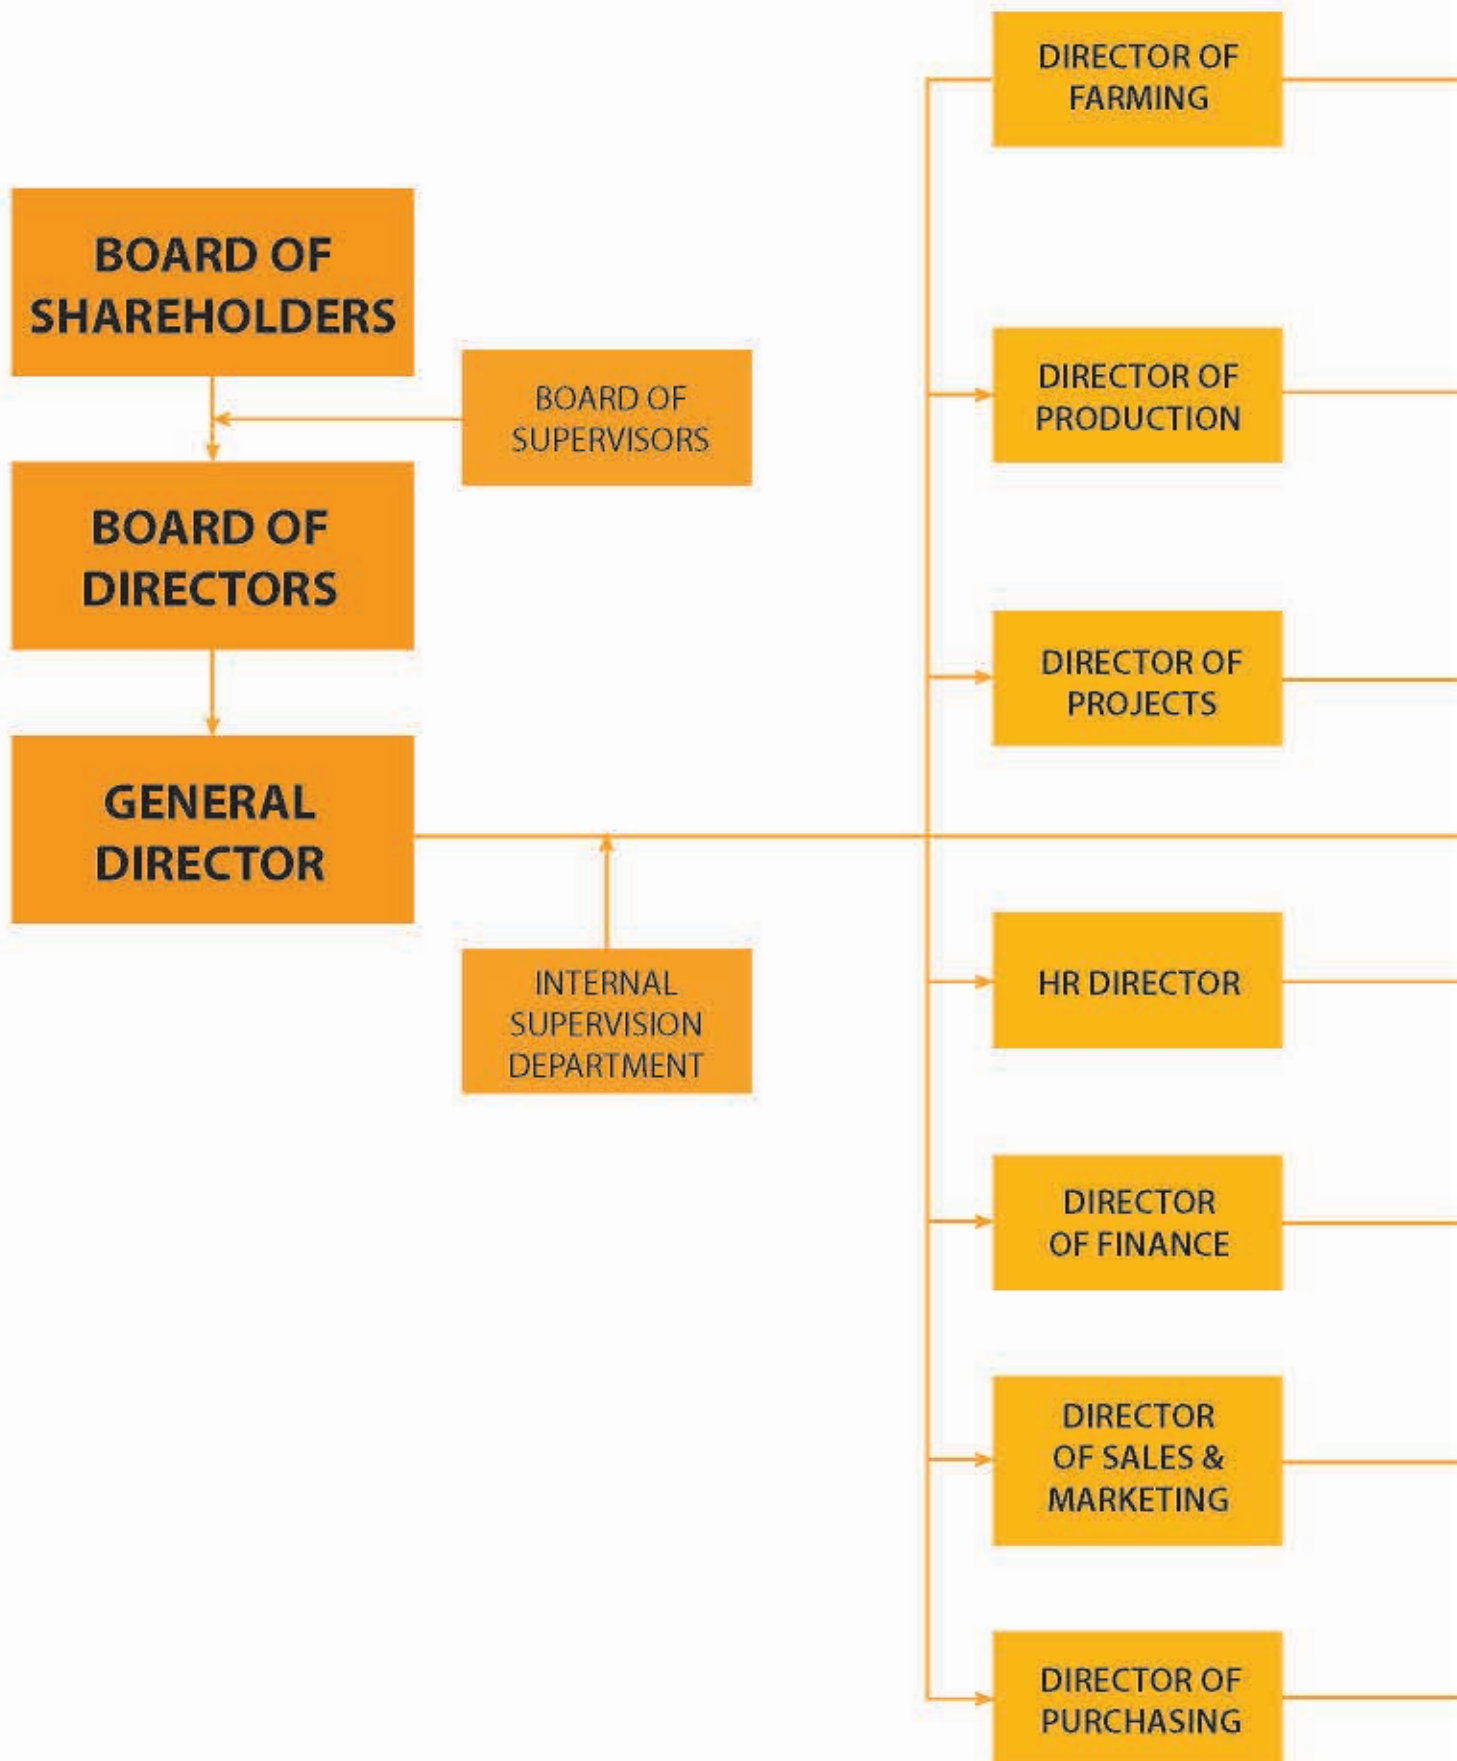 BOARD OF
SHAREHOLDERS
BOARD OF
SUPERVISORS
BOARD OF
DIRECTORS
GENERAL
DIRECTOR
INTERNAL
SUPERVISION
DEPARTMENT
DIRECTOR OF
FARMING
DIRECTOR OF
PRODUCTION
DIRECTOR OF
PROJECTS
HR DIRECTOR
DIRECTOR
OF FINANCE
DIRECTOR
OF SALES &
MARKETING
DIRECTOR OF
PURCHASING